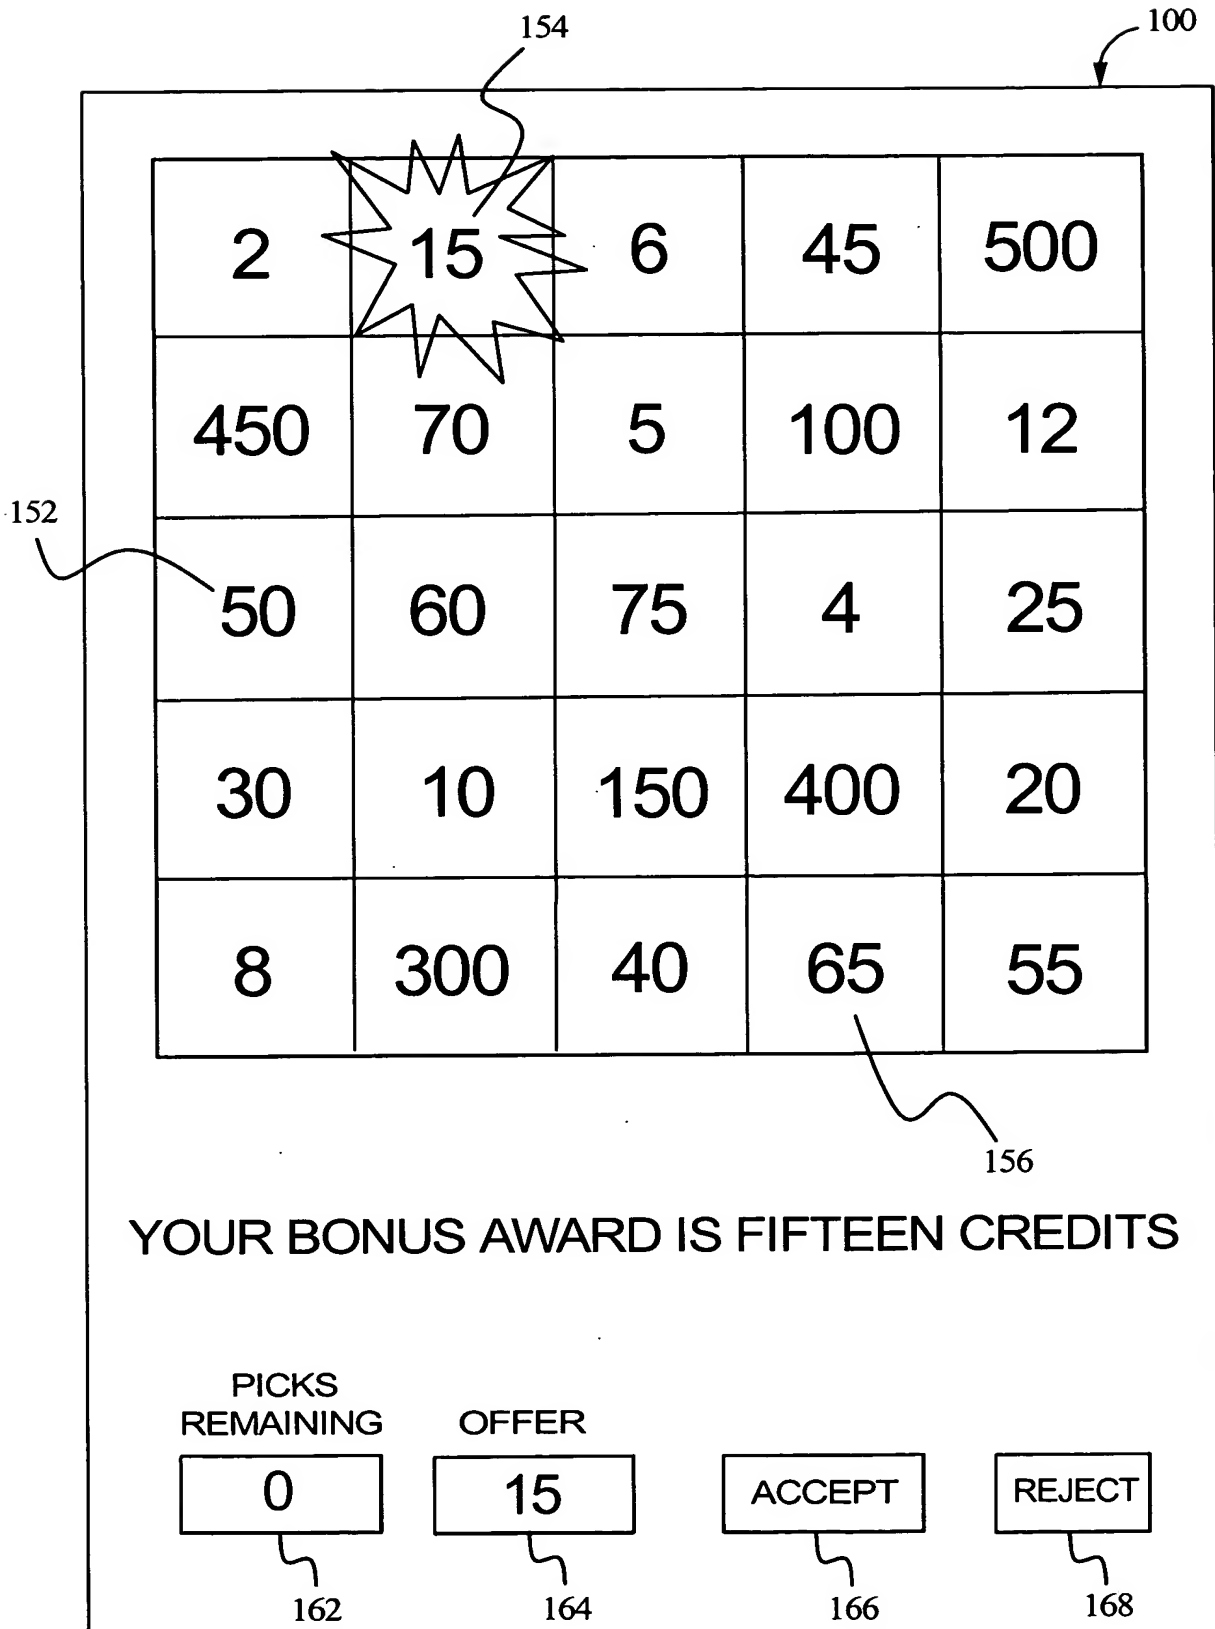 154
100
2 15 6 45 500
450 70 5 100 12
152
50 60 75 4 25
30 10 150 400 20
8 300 40 65 55
156
YOUR BONUS AWARD IS FIFTEEN CREDITS
PICKS
REMAINING OFFER
0 15 ACCEPT REJECT
162 164 166 168